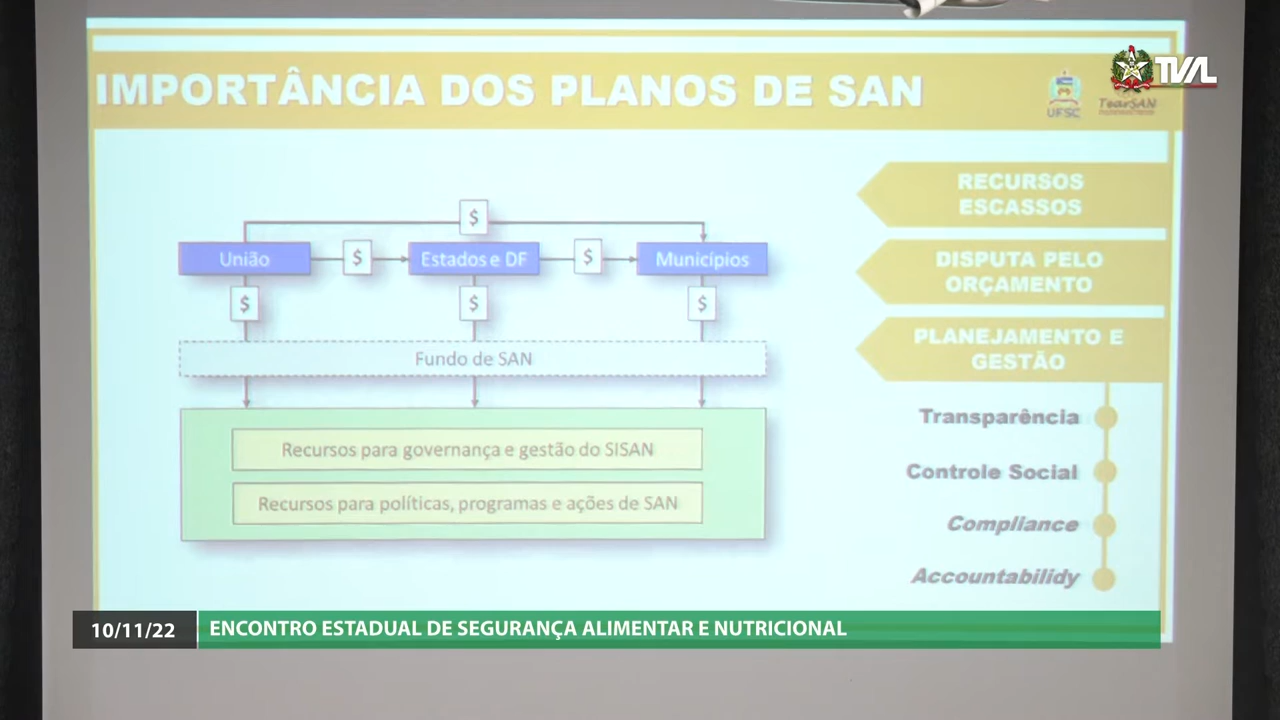 IMPORTÂNCIA DOS PLANOS DE SAN
UFSC
TearSAN
TVAL
$
União
$
Estados e DF
$
Municípios
$
$
$
Fundo de SAN
Recursos para governança e gestão do SISAN
Recursos para políticas, programas e ações de SAN
RECURSOS
ESCASSOS
DISPUTA PELO
ORÇAMENTO
PLANEJAMENTO E
GESTÃO
Transparência
Controle Social
Compliance
Accountabilidy
10/11/22
ENCONTRO ESTADUAL DE SEGURANÇA ALIMENTAR E NUTRICIONAL